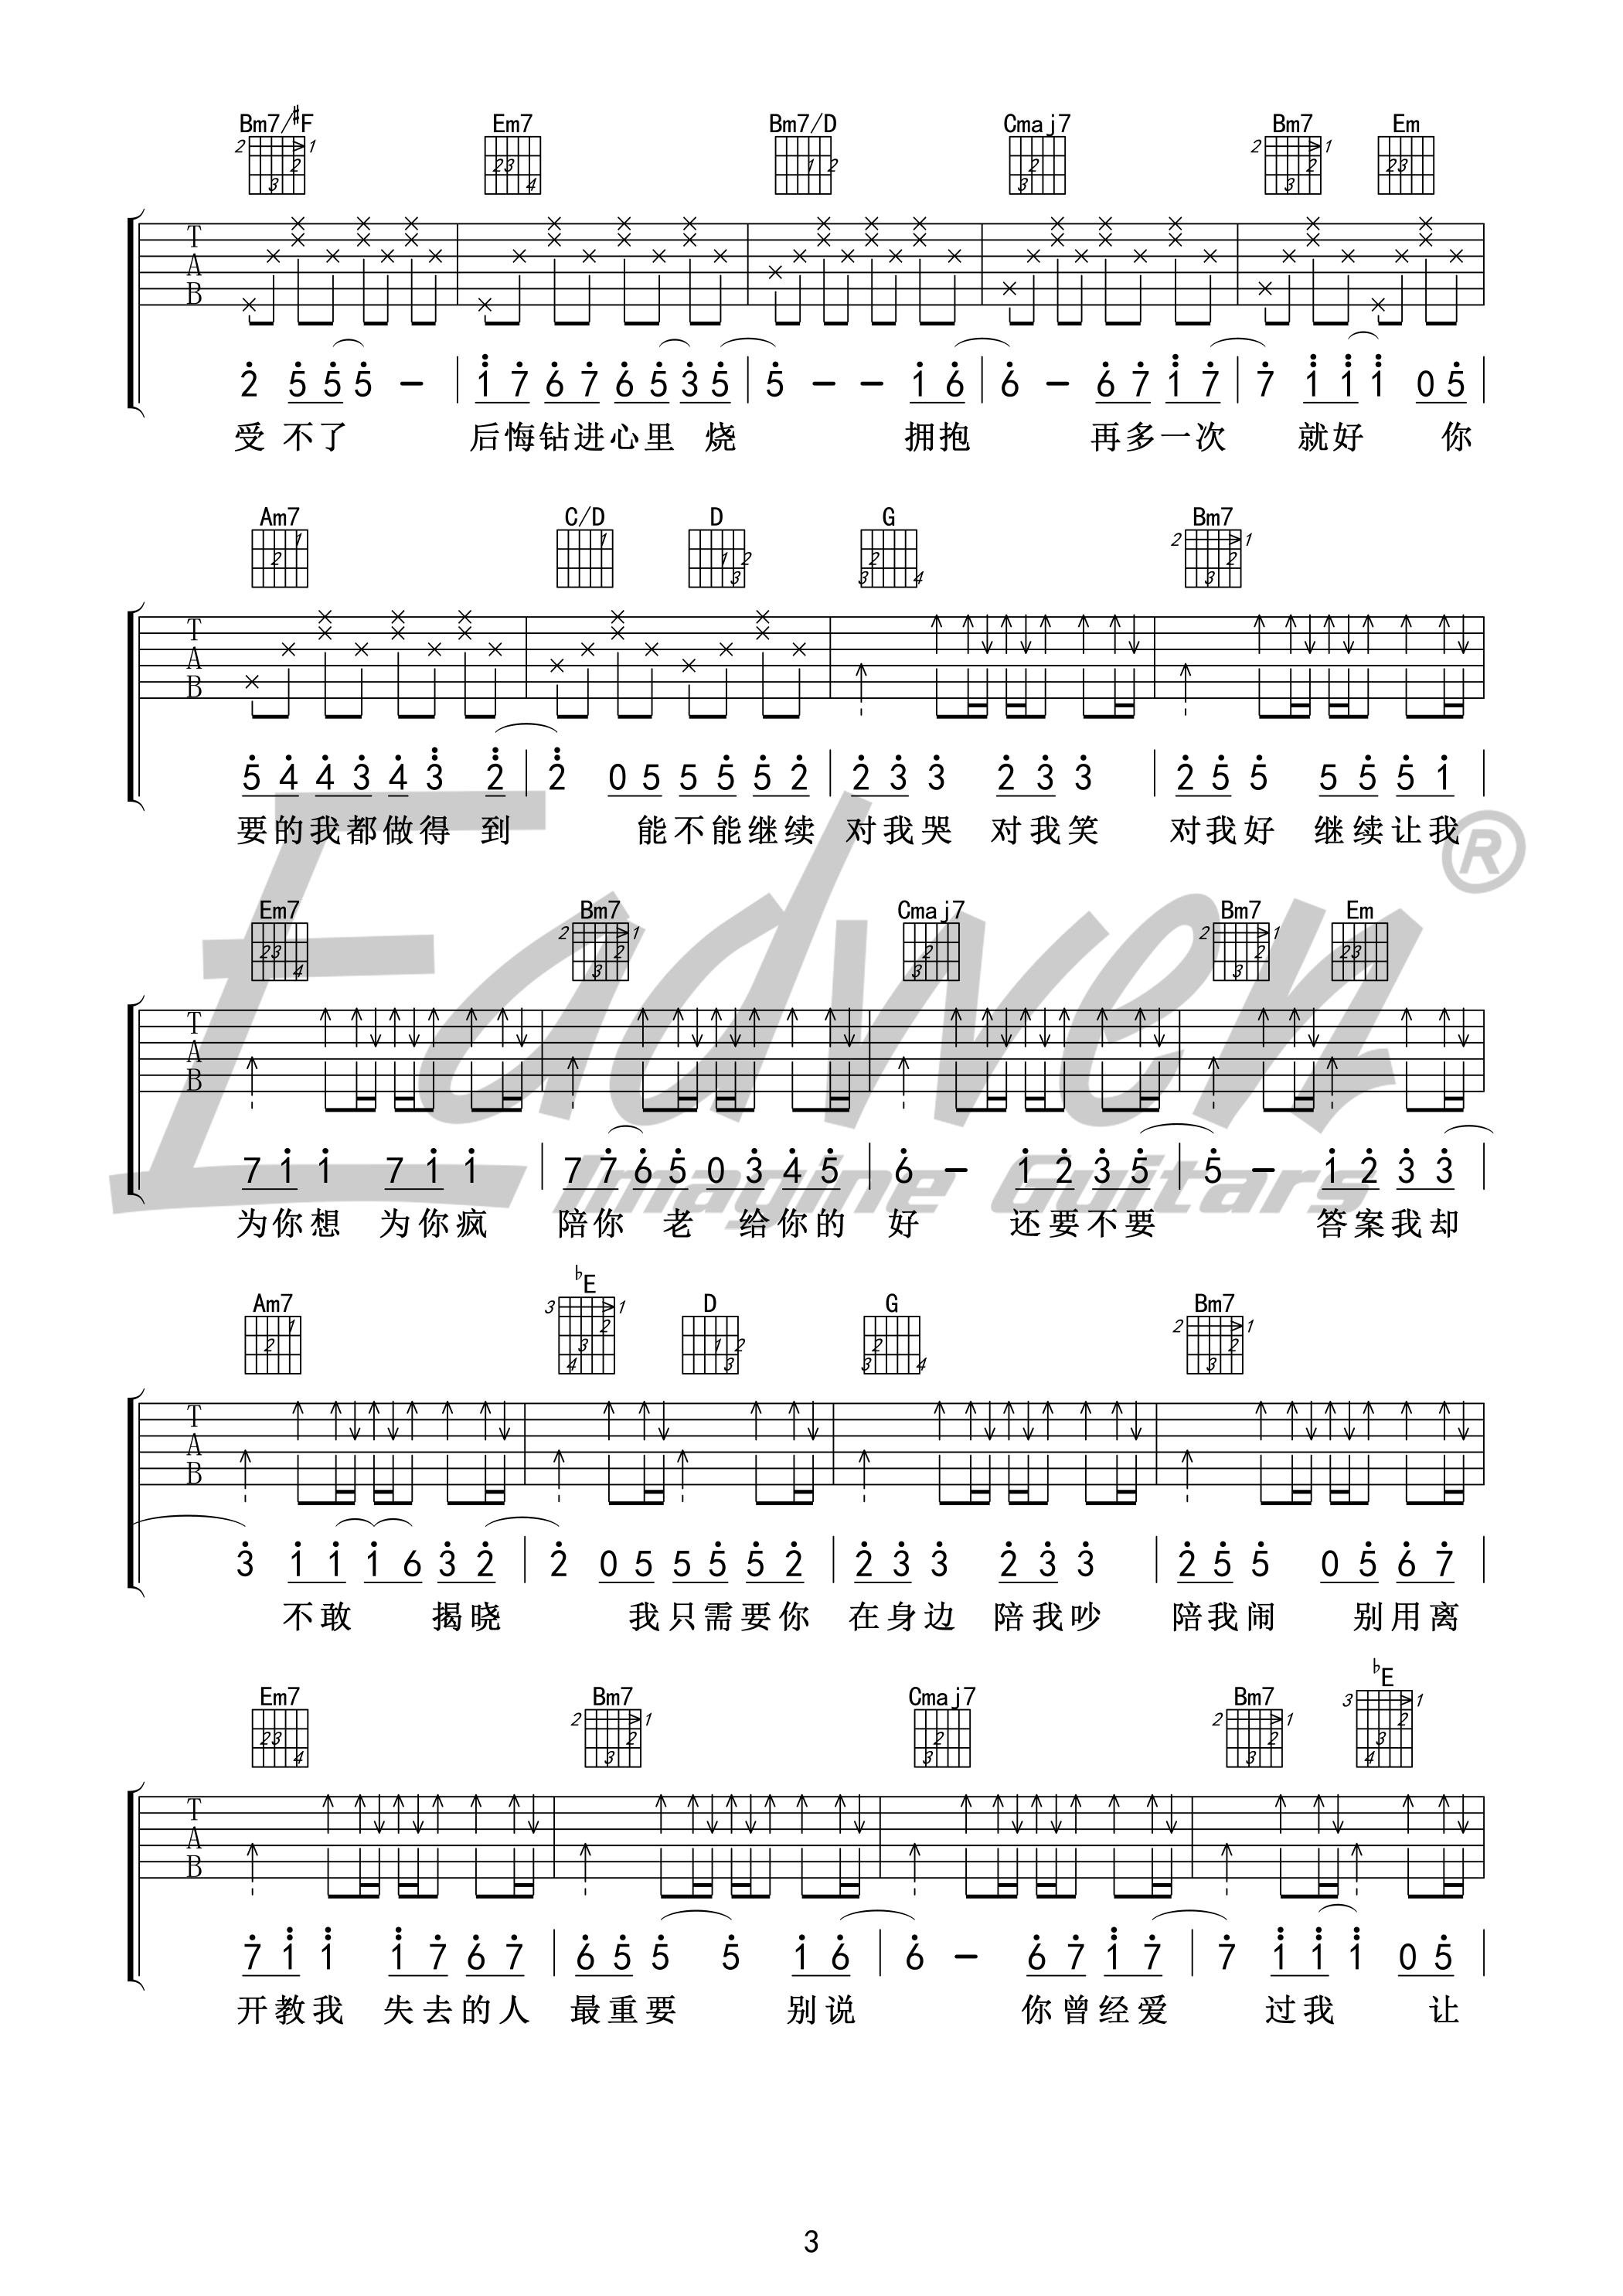 Bm7/#F Em7 Bm7/D Cmaj7 Bm7 Em
2 5 5 5 - | 1 7 6 7 6 5 3 5 | 5 - - 1 6 | 6 - 6 7 1 7 | 7 1 1 1 0 5 |
受 不 了 后 悔 钻 进 心 里 烧 拥 抱 再 多 一 次 就 好 你
Am7 C/D D G Bm7
5 4 4 3 4 3 2 | 2 0 5 5 5 5 2 | 2 3 3 2 3 3 | 2 5 5 5 5 5 1 |
要 的 我 都 做 得 到 能 不 能 继 续 对 我 哭 对 我 笑 对 我 好 继 续 让 我
Em7 Bm7 Cmaj7 Bm7 Em
7 1 1 7 1 1 | 7 7 6 5 0 3 4 5 | 6 - 1 2 3 5 | 5 - 1 2 3 3
为 你 想 为 你 疯 陪 你 老 给 你 的 好 还 要 不 要 答 案 我 却
Am7 ♭E D G Bm7
3 1 1 1 6 3 2 | 2 0 5 5 5 5 2 | 2 3 3 2 3 3 | 2 5 5 0 5 6 7 |
不 敢 揭 晓 我 只 需 要 你 在 身 边 陪 我 吵 陪 我 闹 别 用 离
Em7 Bm7 Cmaj7 Bm7 ♭E
7 1 1 1 7 6 7 | 6 5 5 5 1 6 | 6 - 6 7 1 7 | 7 1 1 1 0 5 |
开 教 我 失 去 的 人 最 重 要 别 说 你 曾 经 爱 过 我 让
Eadwen®
Imagine Guitars
3